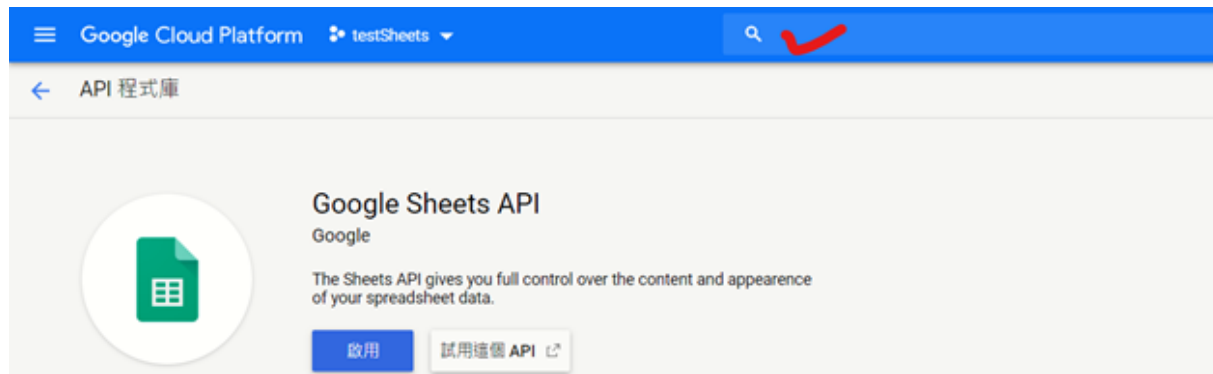 Google Cloud Platform testSheets
API 程式庫
Google Sheets API
Google
The Sheets API gives you full control over the content and appearence
of your spreadsheet data.
啟用 試用這個 API